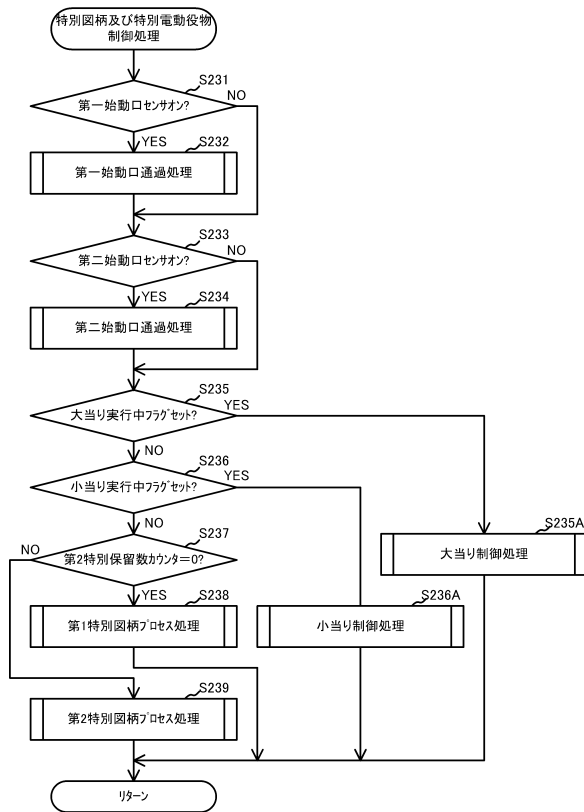 特別図柄及び特別電動役物
制御処理
S231
第一始動口センサオン?
NO
YES
S232
第一始動口通過処理
S233
第二始動口センサオン?
NO
YES
S234
第二始動口通過処理
S235
大当り実行中フラグセット?
YES
NO
S236
小当り実行中フラグセット?
YES
NO
S237
第2特別保留数カウンタ=0?
NO
YES
S235A
大当り制御処理
S238
第1特別図柄プロセス処理
S236A
小当り制御処理
S239
第2特別図柄プロセス処理
リターン